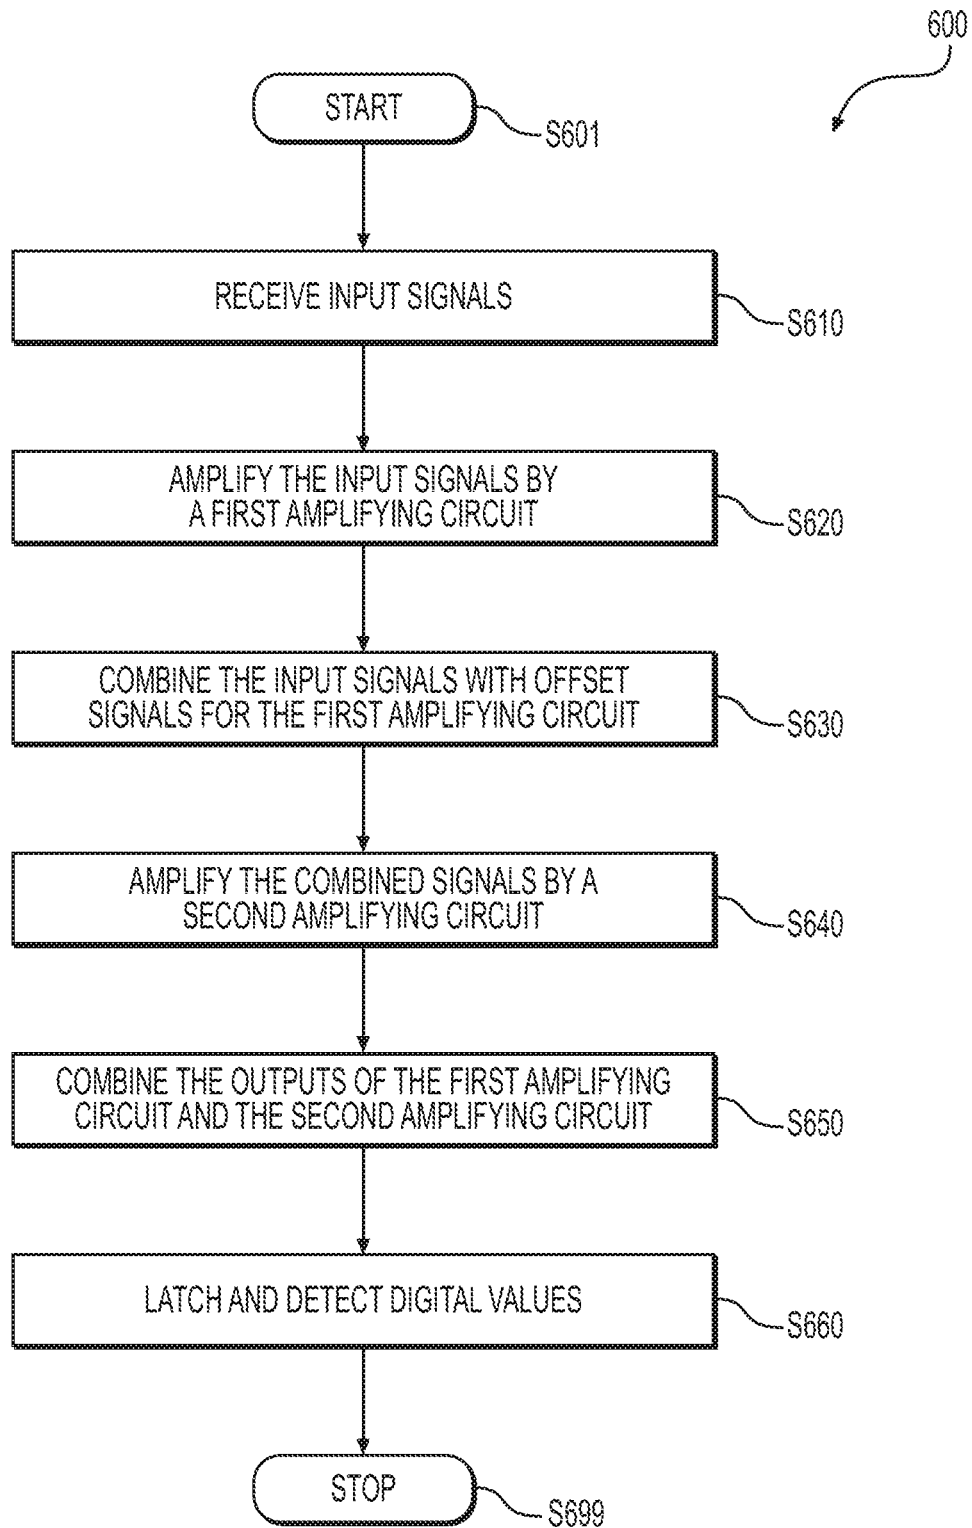 600
START
S601
RECEIVE INPUT SIGNALS
S610
AMPLIFY THE INPUT SIGNALS BY
A FIRST AMPLIFYING CIRCUIT
S620
COMBINE THE INPUT SIGNALS WITH OFFSET
SIGNALS FOR THE FIRST AMPLIFYING CIRCUIT
S630
AMPLIFY THE COMBINED SIGNALS BY A
SECOND AMPLIFYING CIRCUIT
S640
COMBINE THE OUTPUTS OF THE FIRST AMPLIFYING
CIRCUIT AND THE SECOND AMPLIFYING CIRCUIT
S650
LATCH AND DETECT DIGITAL VALUES
S660
STOP
S699